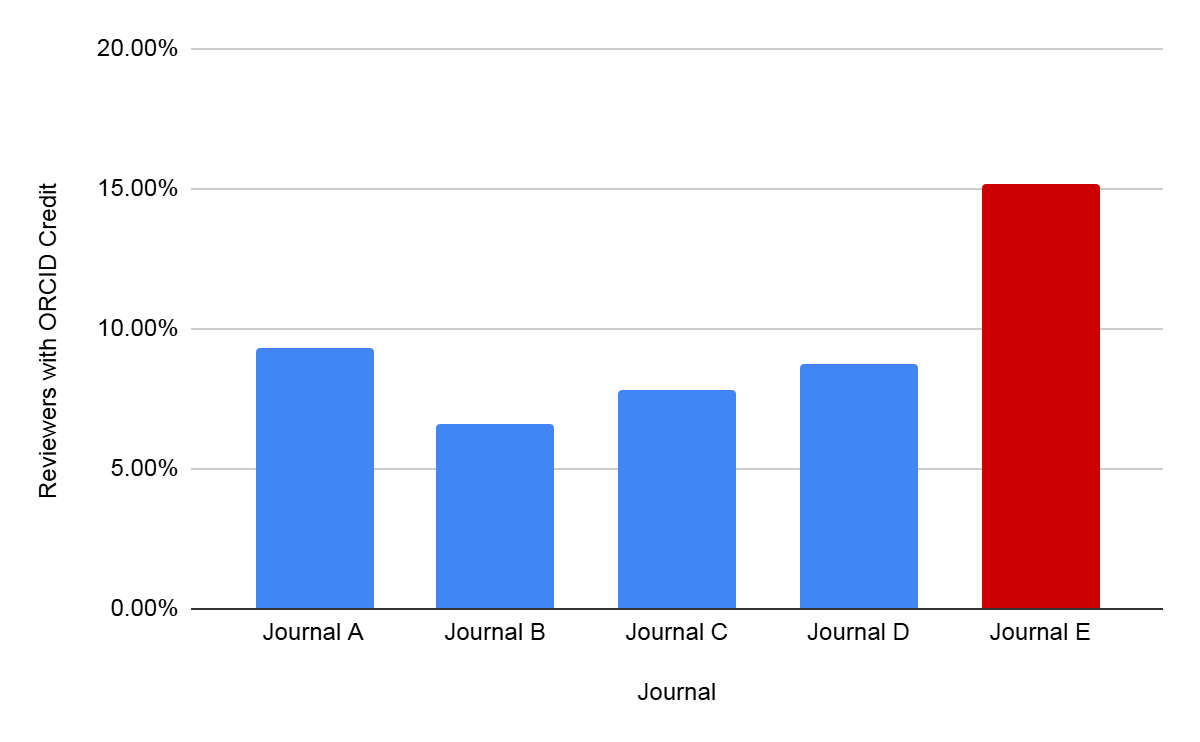 20.00%
15.00%
10.00%
5.00%
0.00%
Reviewers with ORCID Credit
Journal A
Journal B
Journal C
Journal D
Journal E
Journal